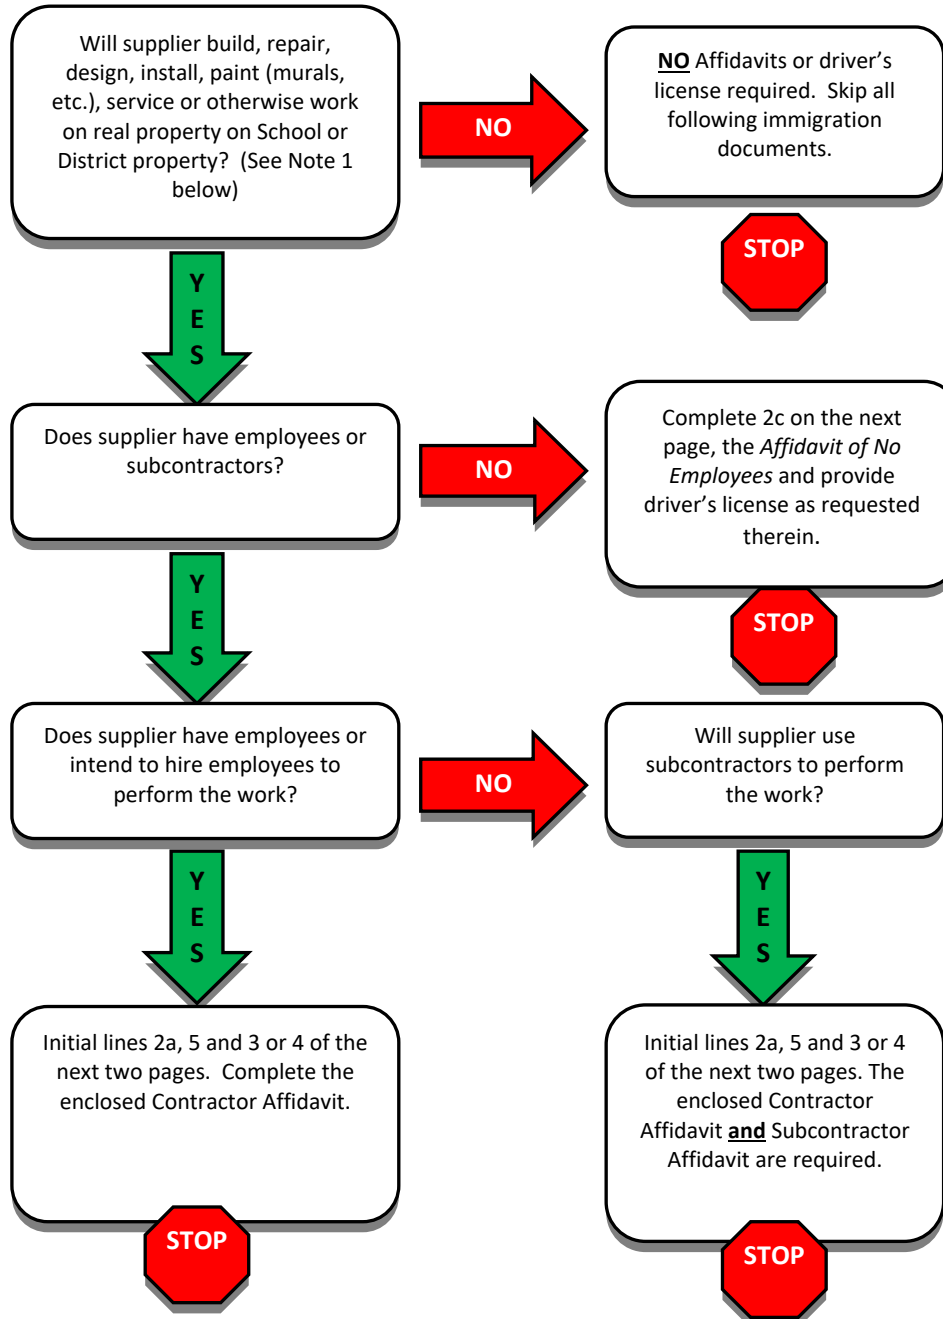 Will supplier build, repair,
design, install, paint (murals,
etc.), service or otherwise work
on real property on School or
District property?  (See Note 1
below)
NO
NO Affidavits or driver’s
license required.  Skip all
following immigration
documents.
STOP
Y
E
S
Does supplier have employees or
subcontractors?
NO
Complete 2c on the next
page, the Affidavit of No
Employees and provide
driver’s license as requested
therein.
STOP
Y
E
S
Does supplier have employees or
intend to hire employees to
perform the work?
NO
Will supplier use
subcontractors to perform
the work?
Y
E
S
Y
E
S
Initial lines 2a, 5 and 3 or 4 of the
next two pages.  Complete the
enclosed Contractor Affidavit.
STOP
Initial lines 2a, 5 and 3 or 4
of the next two pages. The
enclosed Contractor
Affidavit and Subcontractor
Affidavit are required.
STOP